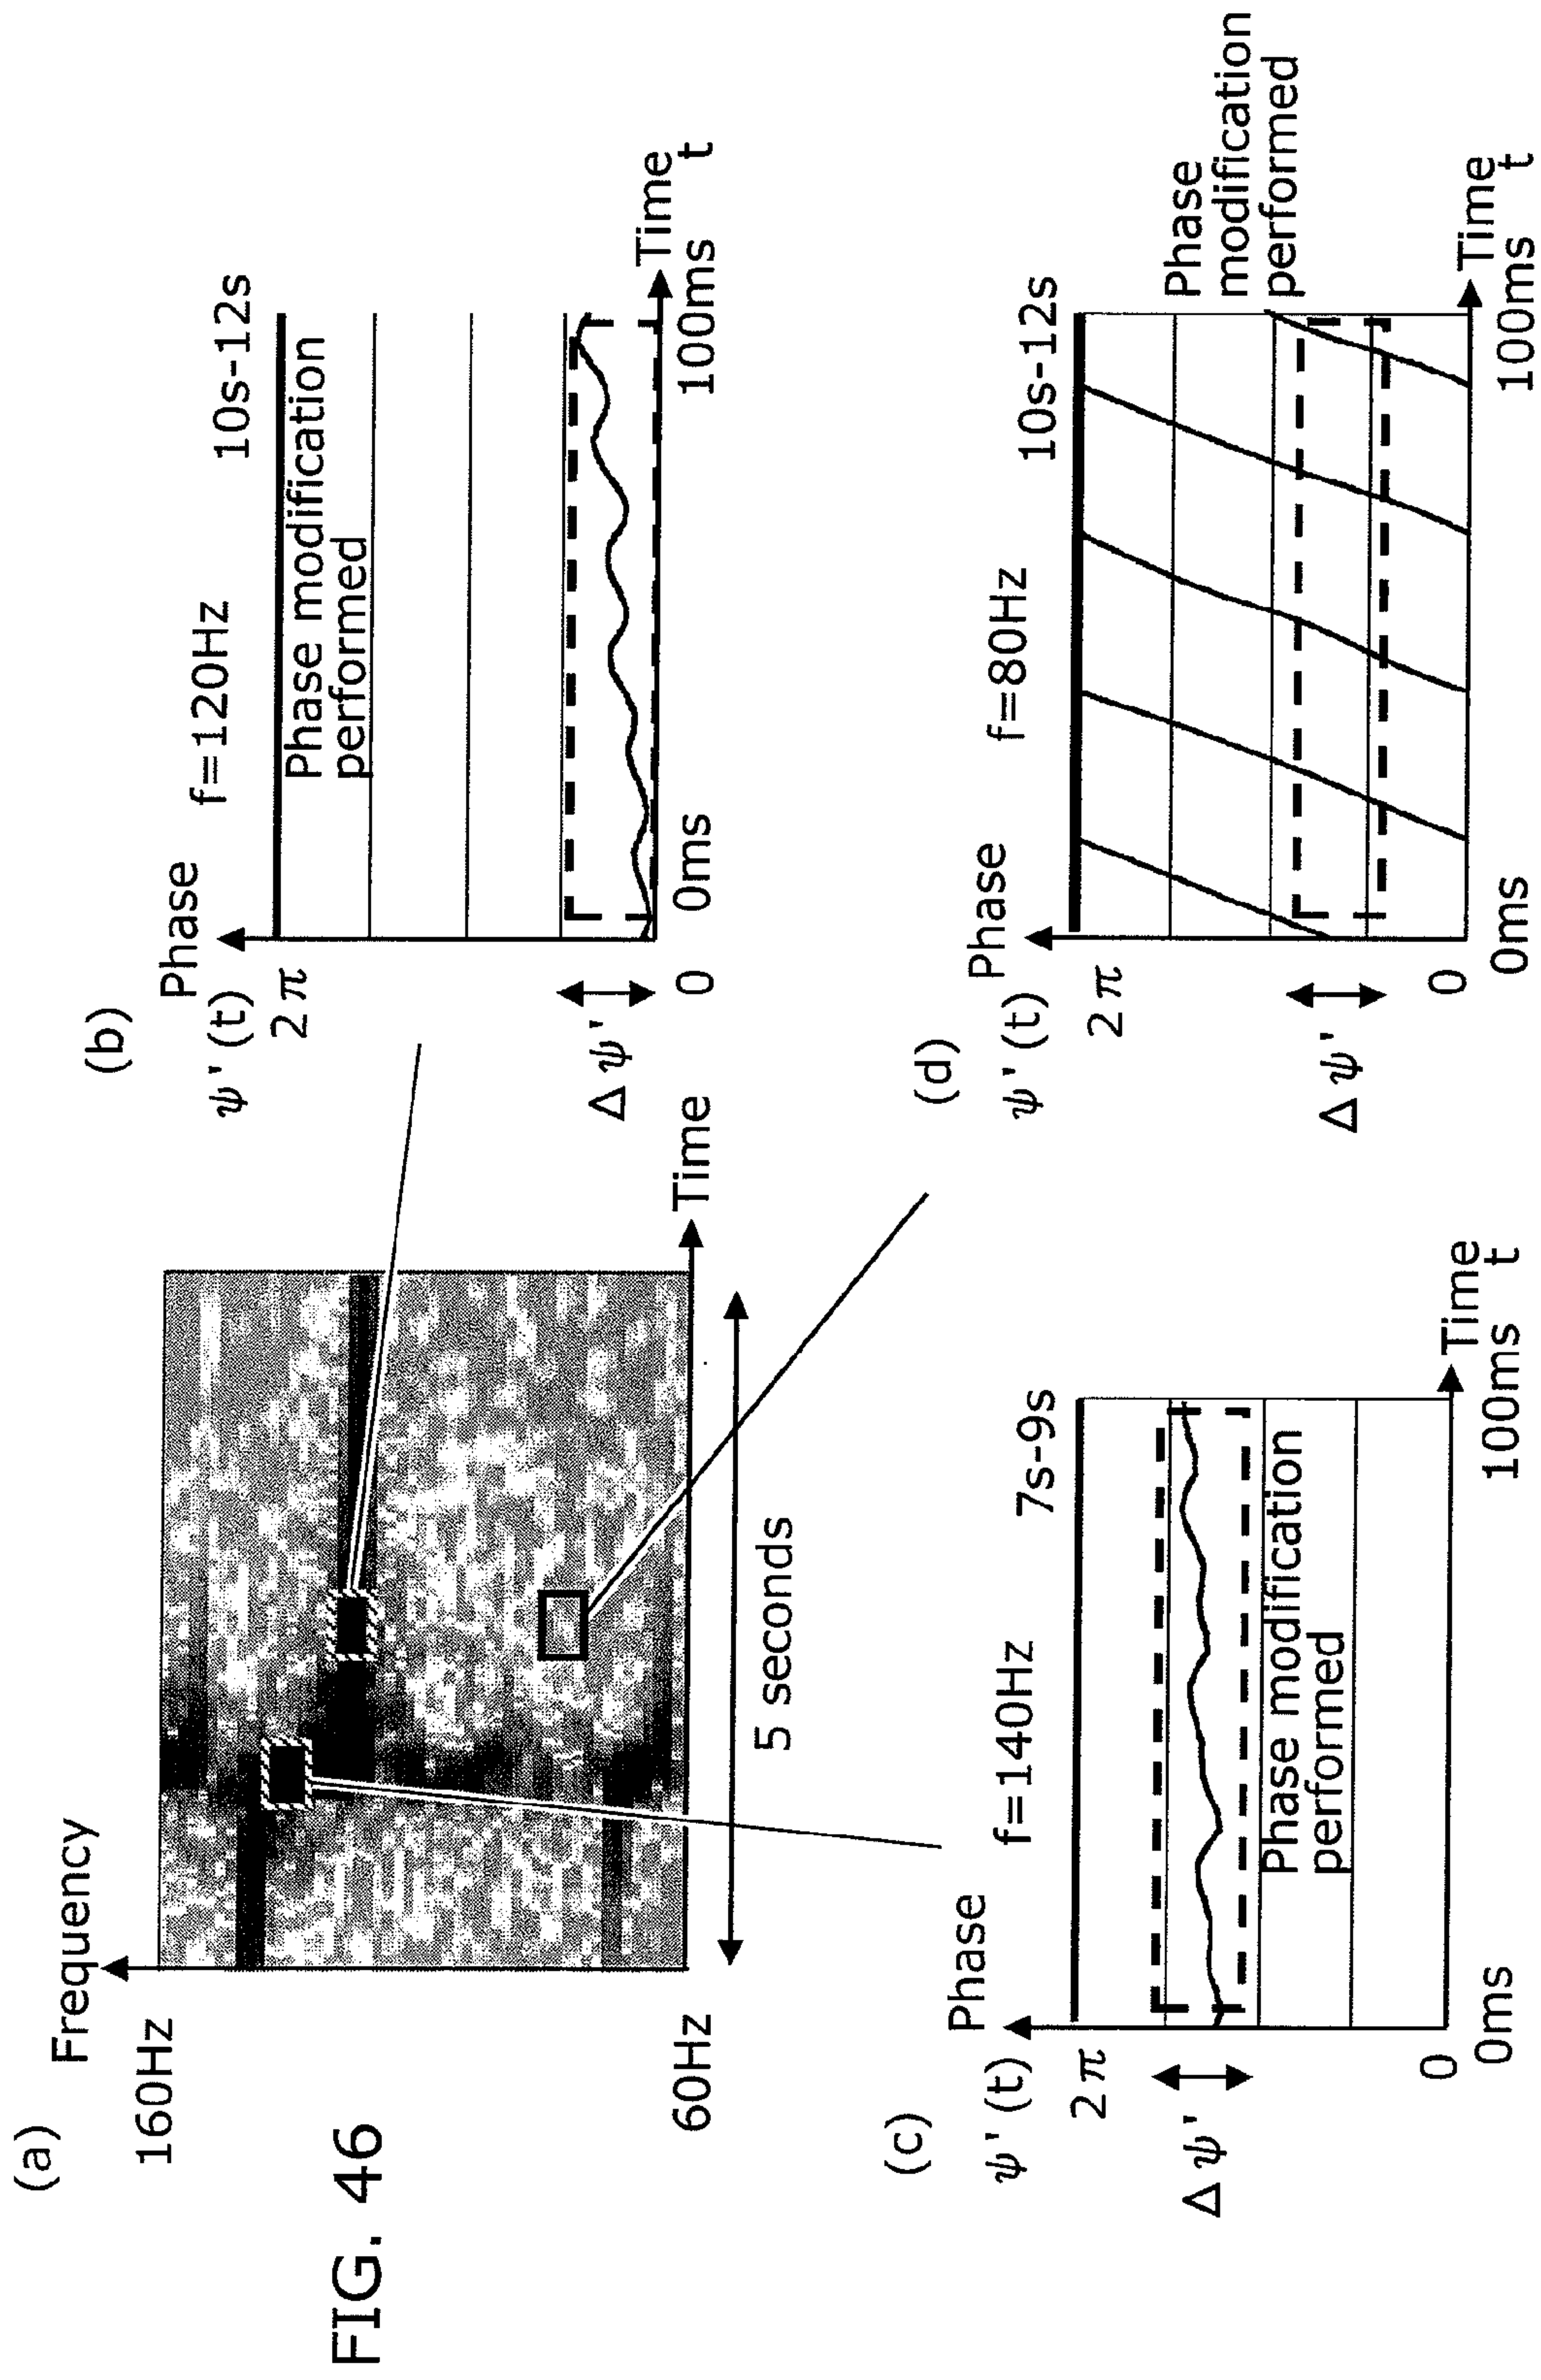 FIG. 46
(a)
Frequency
160Hz
60Hz
Time
5 seconds
(b)
Phase
ψ'(t)
2π
f=120Hz
10s-12s
Phase modification
performed
Δψ'
0
0ms
100ms
Time
t
(c)
Phase
ψ'(t)
2π
f=140Hz
7s-9s
Δψ'
Phase modification
performed
0
0ms
100ms
Time
t
(d)
Phase
ψ'(t)
2π
f=80Hz
10s-12s
Phase
modification
performed
Δψ'
0
0ms
100ms
Time
t